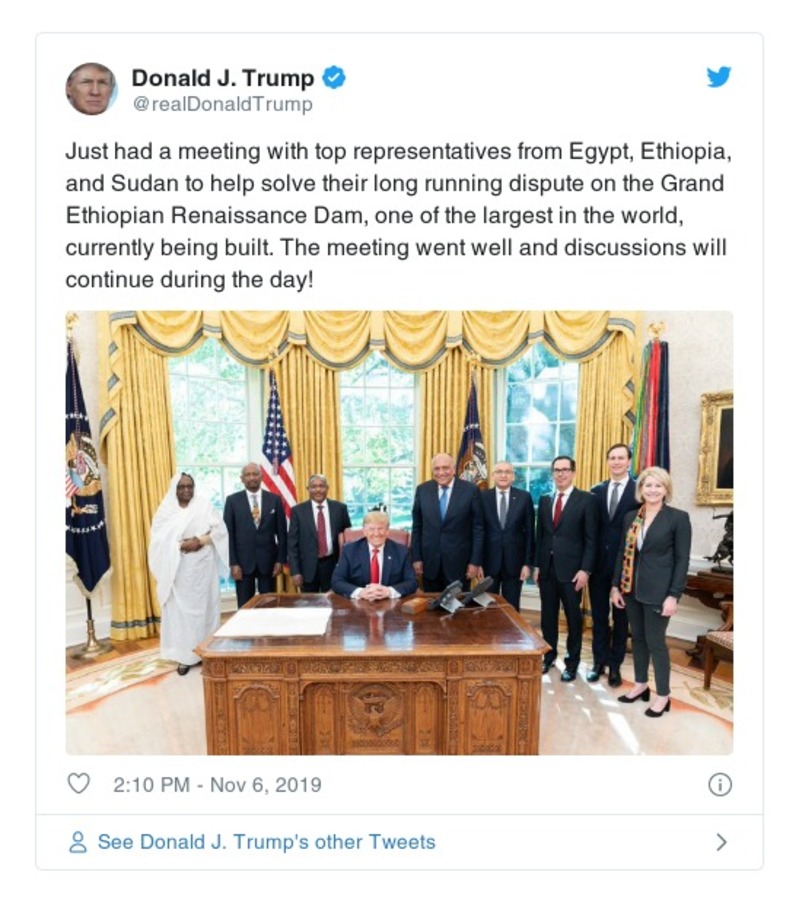 Donald J. Trump
@realDonaldTrump
Just had a meeting with top representatives from Egypt, Ethiopia,
and Sudan to help solve their long running dispute on the Grand
Ethiopian Renaissance Dam, one of the largest in the world,
currently being built. The meeting went well and discussions will
continue during the day!
2:10 PM - Nov 6, 2019
See Donald J. Trump's other Tweets